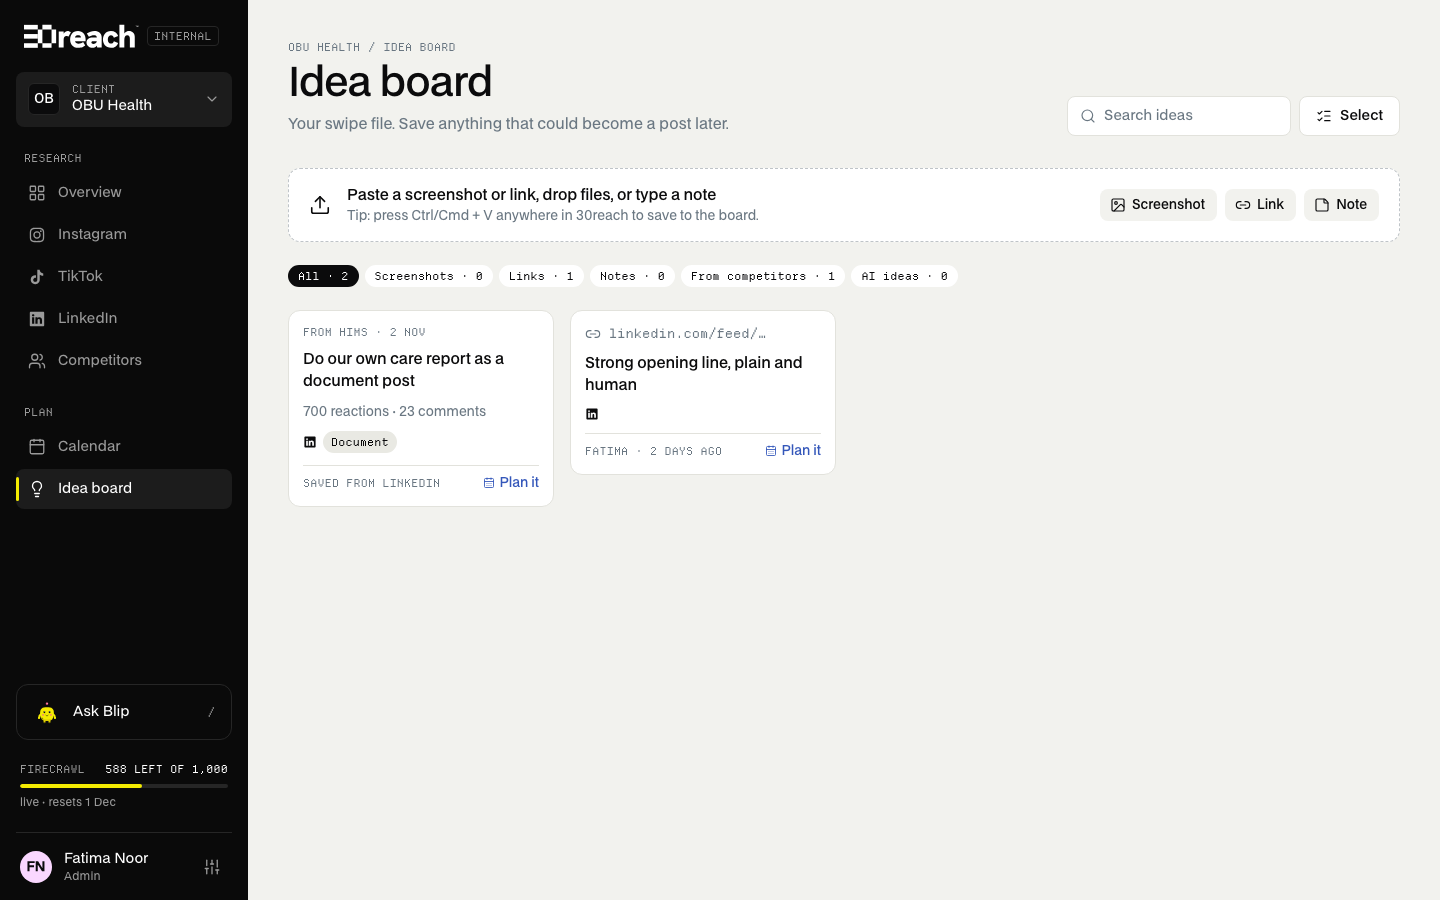 30reach
INTERNAL
OB
CLIENT
OBU Health
RESEARCH
Overview
Instagram
TikTok
LinkedIn
Competitors
PLAN
Calendar
Idea board
Ask Blip
/
FIRECRAWL
588 LEFT OF 1,000
live · resets 1 Dec
FN
Fatima Noor
Admin
OBU HEALTH / IDEA BOARD
Idea board
Your swipe file. Save anything that could become a post later.
Search ideas
Select
Paste a screenshot or link, drop files, or type a note
Tip: press Ctrl/Cmd + V anywhere in 30reach to save to the board.
Screenshot
Link
Note
All · 2
Screenshots · 0
Links · 1
Notes · 0
From competitors · 1
AI ideas · 0
FROM HIMS · 2 NOV
Do our own care report as a
document post
700 reactions · 23 comments
Document
SAVED FROM LINKEDIN
Plan it
linkedin.com/feed/…
Strong opening line, plain and
human
FATIMA · 2 DAYS AGO
Plan it